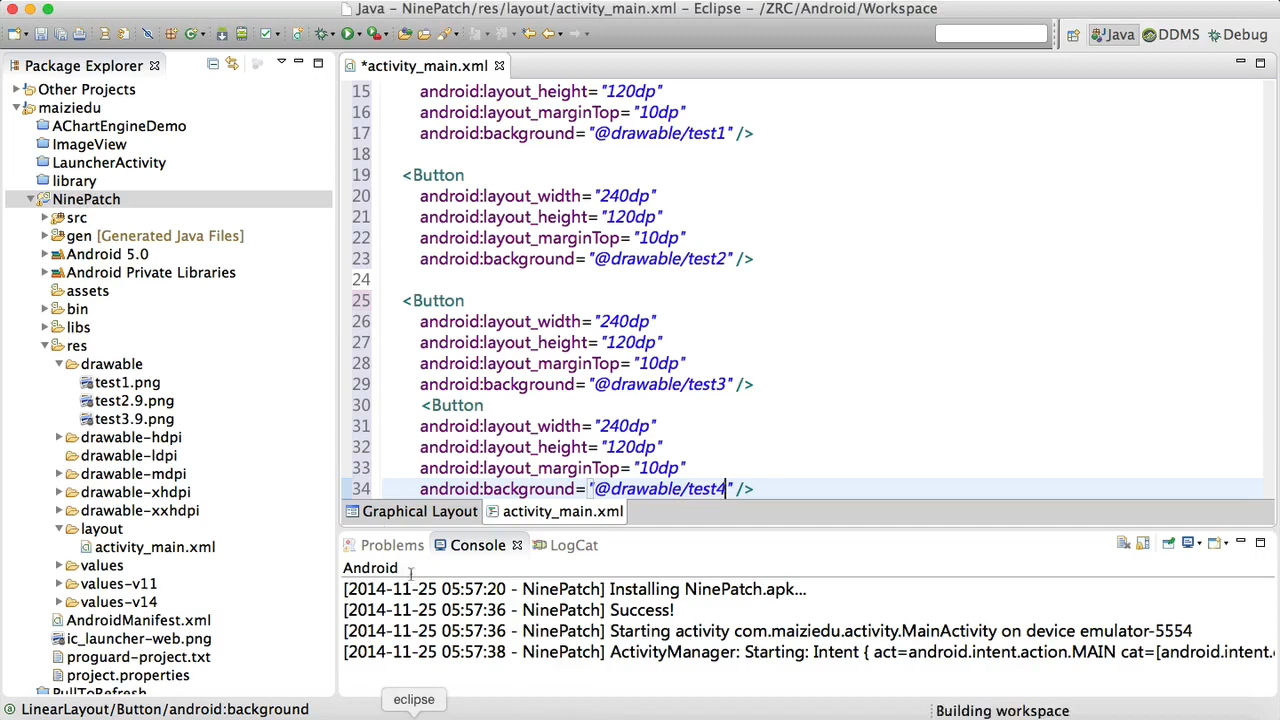 Java - NinePatch/res/layout/activity_main.xml - Eclipse - /ZRC/Android/Workspace
Java DDMS Debug
Package Explorer
Other Projects
maiziedu
AChartEngineDemo
ImageView
LauncherActivity
library
NinePatch
src
gen [Generated Java Files]
Android 5.0
Android Private Libraries
assets
bin
libs
res
drawable
test1.png
test2.9.png
test3.9.png
drawable-hdpi
drawable-ldpi
drawable-mdpi
drawable-xhdpi
drawable-xxhdpi
layout
activity_main.xml
values
values-v11
values-v14
AndroidManifest.xml
ic_launcher-web.png
proguard-project.txt
project.properties
PullToRefresh
*activity_main.xml
15 android:layout_height="120dp"
16 android:layout_marginTop="10dp"
17 android:background="@drawable/test1" />
18
19 <Button
20 android:layout_width="240dp"
21 android:layout_height="120dp"
22 android:layout_marginTop="10dp"
23 android:background="@drawable/test2" />
24
25 <Button
26 android:layout_width="240dp"
27 android:layout_height="120dp"
28 android:layout_marginTop="10dp"
29 android:background="@drawable/test3" />
30 <Button
31 android:layout_width="240dp"
32 android:layout_height="120dp"
33 android:layout_marginTop="10dp"
34 android:background="@drawable/test4" />
Graphical Layout activity_main.xml
Problems Console LogCat
Android
[2014-11-25 05:57:20 - NinePatch] Installing NinePatch.apk...
[2014-11-25 05:57:36 - NinePatch] Success!
[2014-11-25 05:57:36 - NinePatch] Starting activity com.maiziedu.activity.MainActivity on device emulator-5554
[2014-11-25 05:57:38 - NinePatch] ActivityManager: Starting: Intent { act=android.intent.action.MAIN cat=[android.intent.
eclipse
LinearLayout/Button/android:background
Building workspace